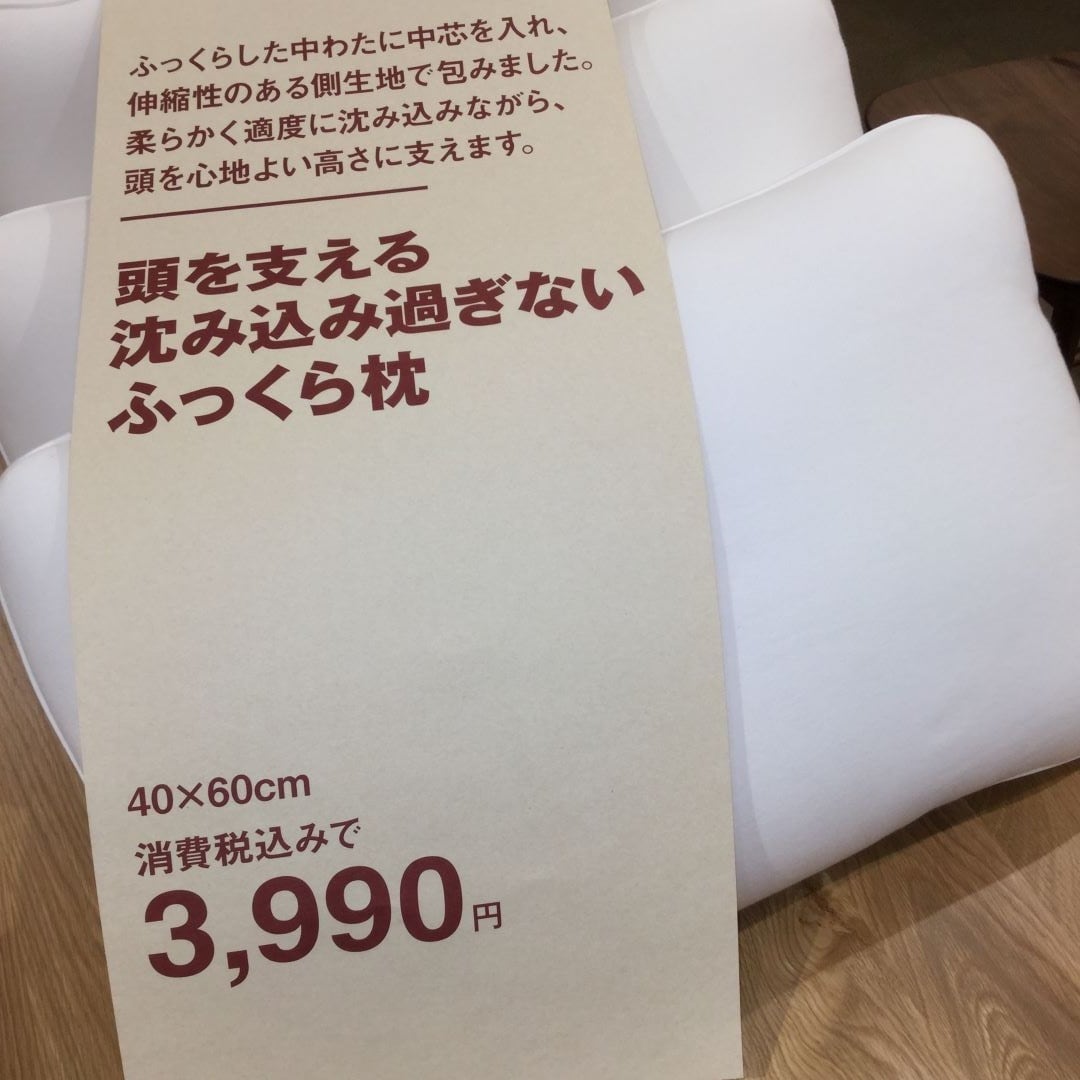 ふっくらした中わたに中芯を入れ、
伸縮性のある側生地で包みました。
柔らかく適度に沈み込みながら、
頭を心地よい高さに支えます。
頭を支える
沈み込み過ぎない
ふっくら枕
40×60cm
消費税込みで
3,990円